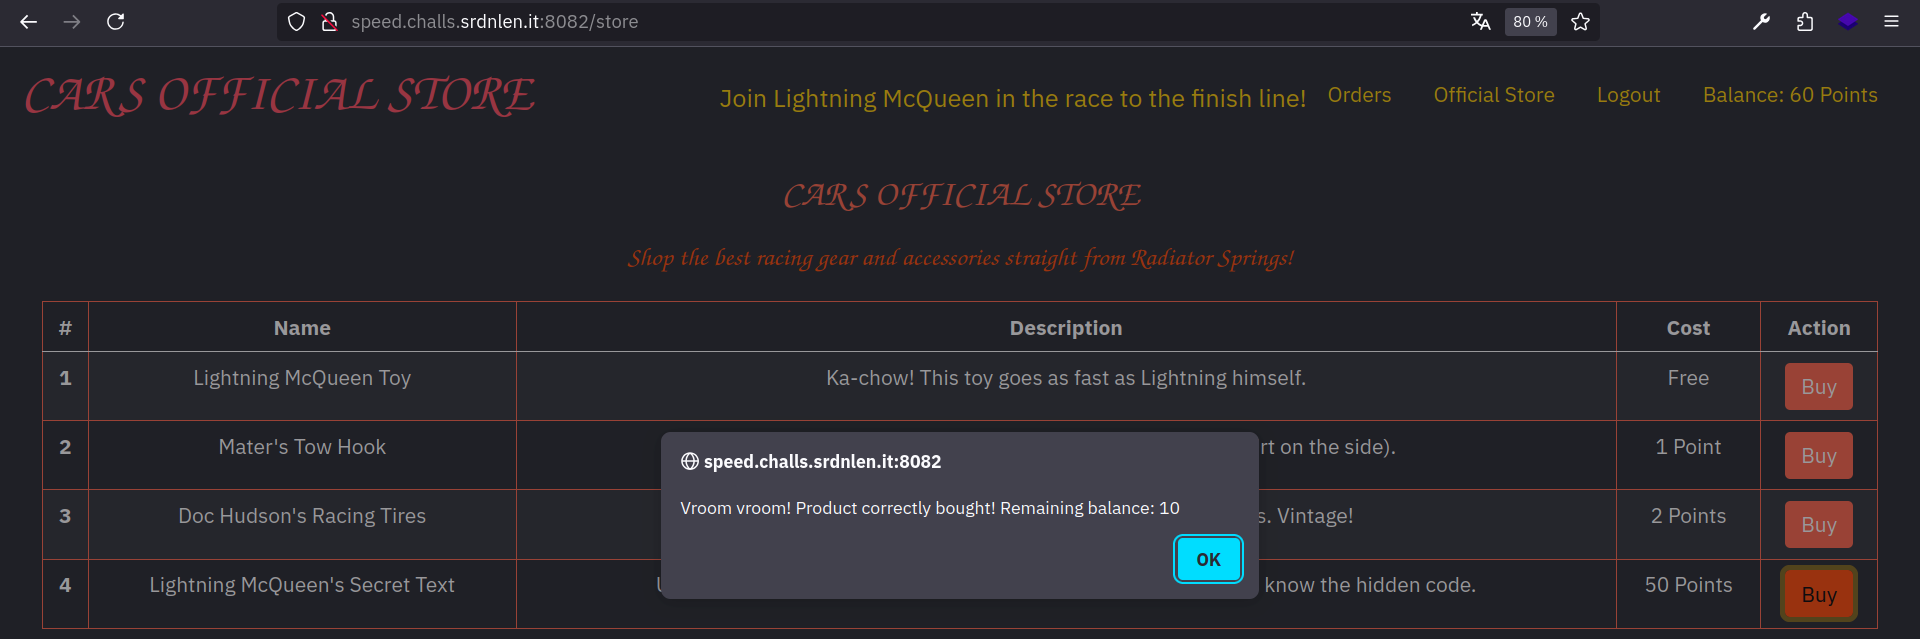 speed.challs.srdnlen.it:8082/store
80 %
CARS OFFICIAL STORE
Join Lightning McQueen in the race to the finish line!
Orders
Official Store
Logout
Balance: 60 Points
CARS OFFICIAL STORE
Shop the best racing gear and accessories straight from Radiator Springs!
# Name Description Cost Action
1 Lightning McQueen Toy Ka-chow! This toy goes as fast as Lightning himself. Free Buy
2 Mater's Tow Hook on the side). 1 Point Buy
3 Doc Hudson's Racing Tires Vintage! 2 Points Buy
4 Lightning McQueen's Secret Text know the hidden code. 50 Points Buy
speed.challs.srdnlen.it:8082
Vroom vroom! Product correctly bought! Remaining balance: 10
OK